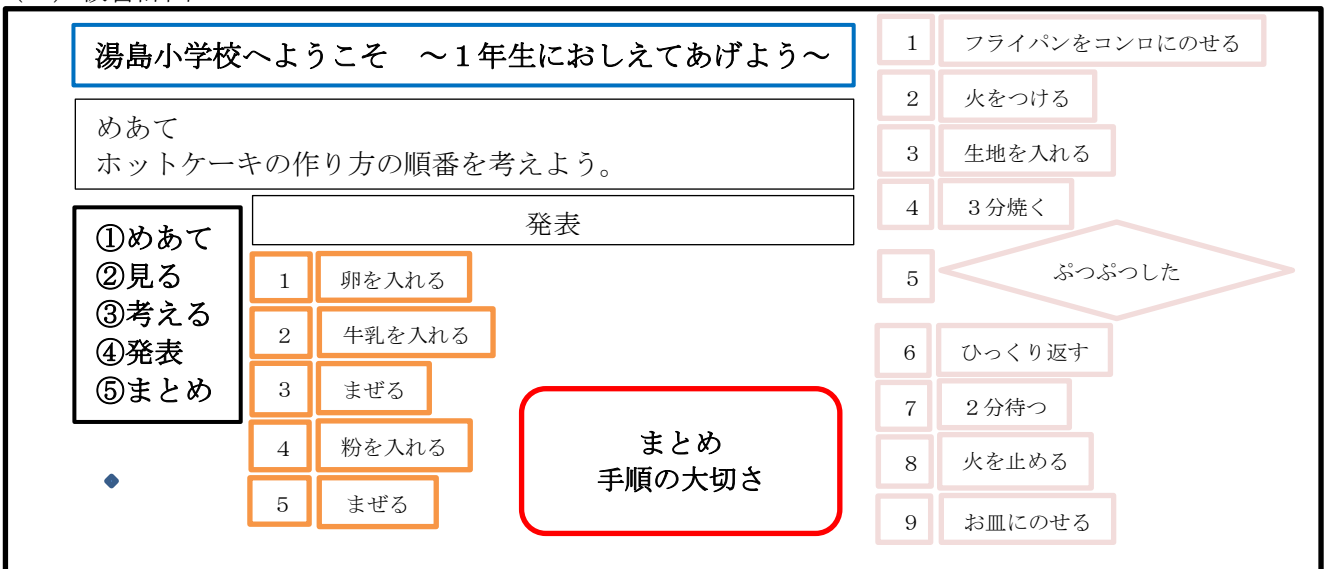 湯島小学校へようこそ　～１年生におしえてあげよう～
めあて
ホットケーキの作り方の順番を考えよう。
①めあて
②見る
③考える
④発表
⑤まとめ
発表
1 卵を入れる
2 牛乳を入れる
3 まぜる
4 粉を入れる
5 まぜる
まとめ
手順の大切さ
1 フライパンをコンロにのせる
2 火をつける
3 生地を入れる
4 ３分焼く
5 ぷつぷつした
6 ひっくり返す
7 ２分待つ
8 火を止める
9 お皿にのせる